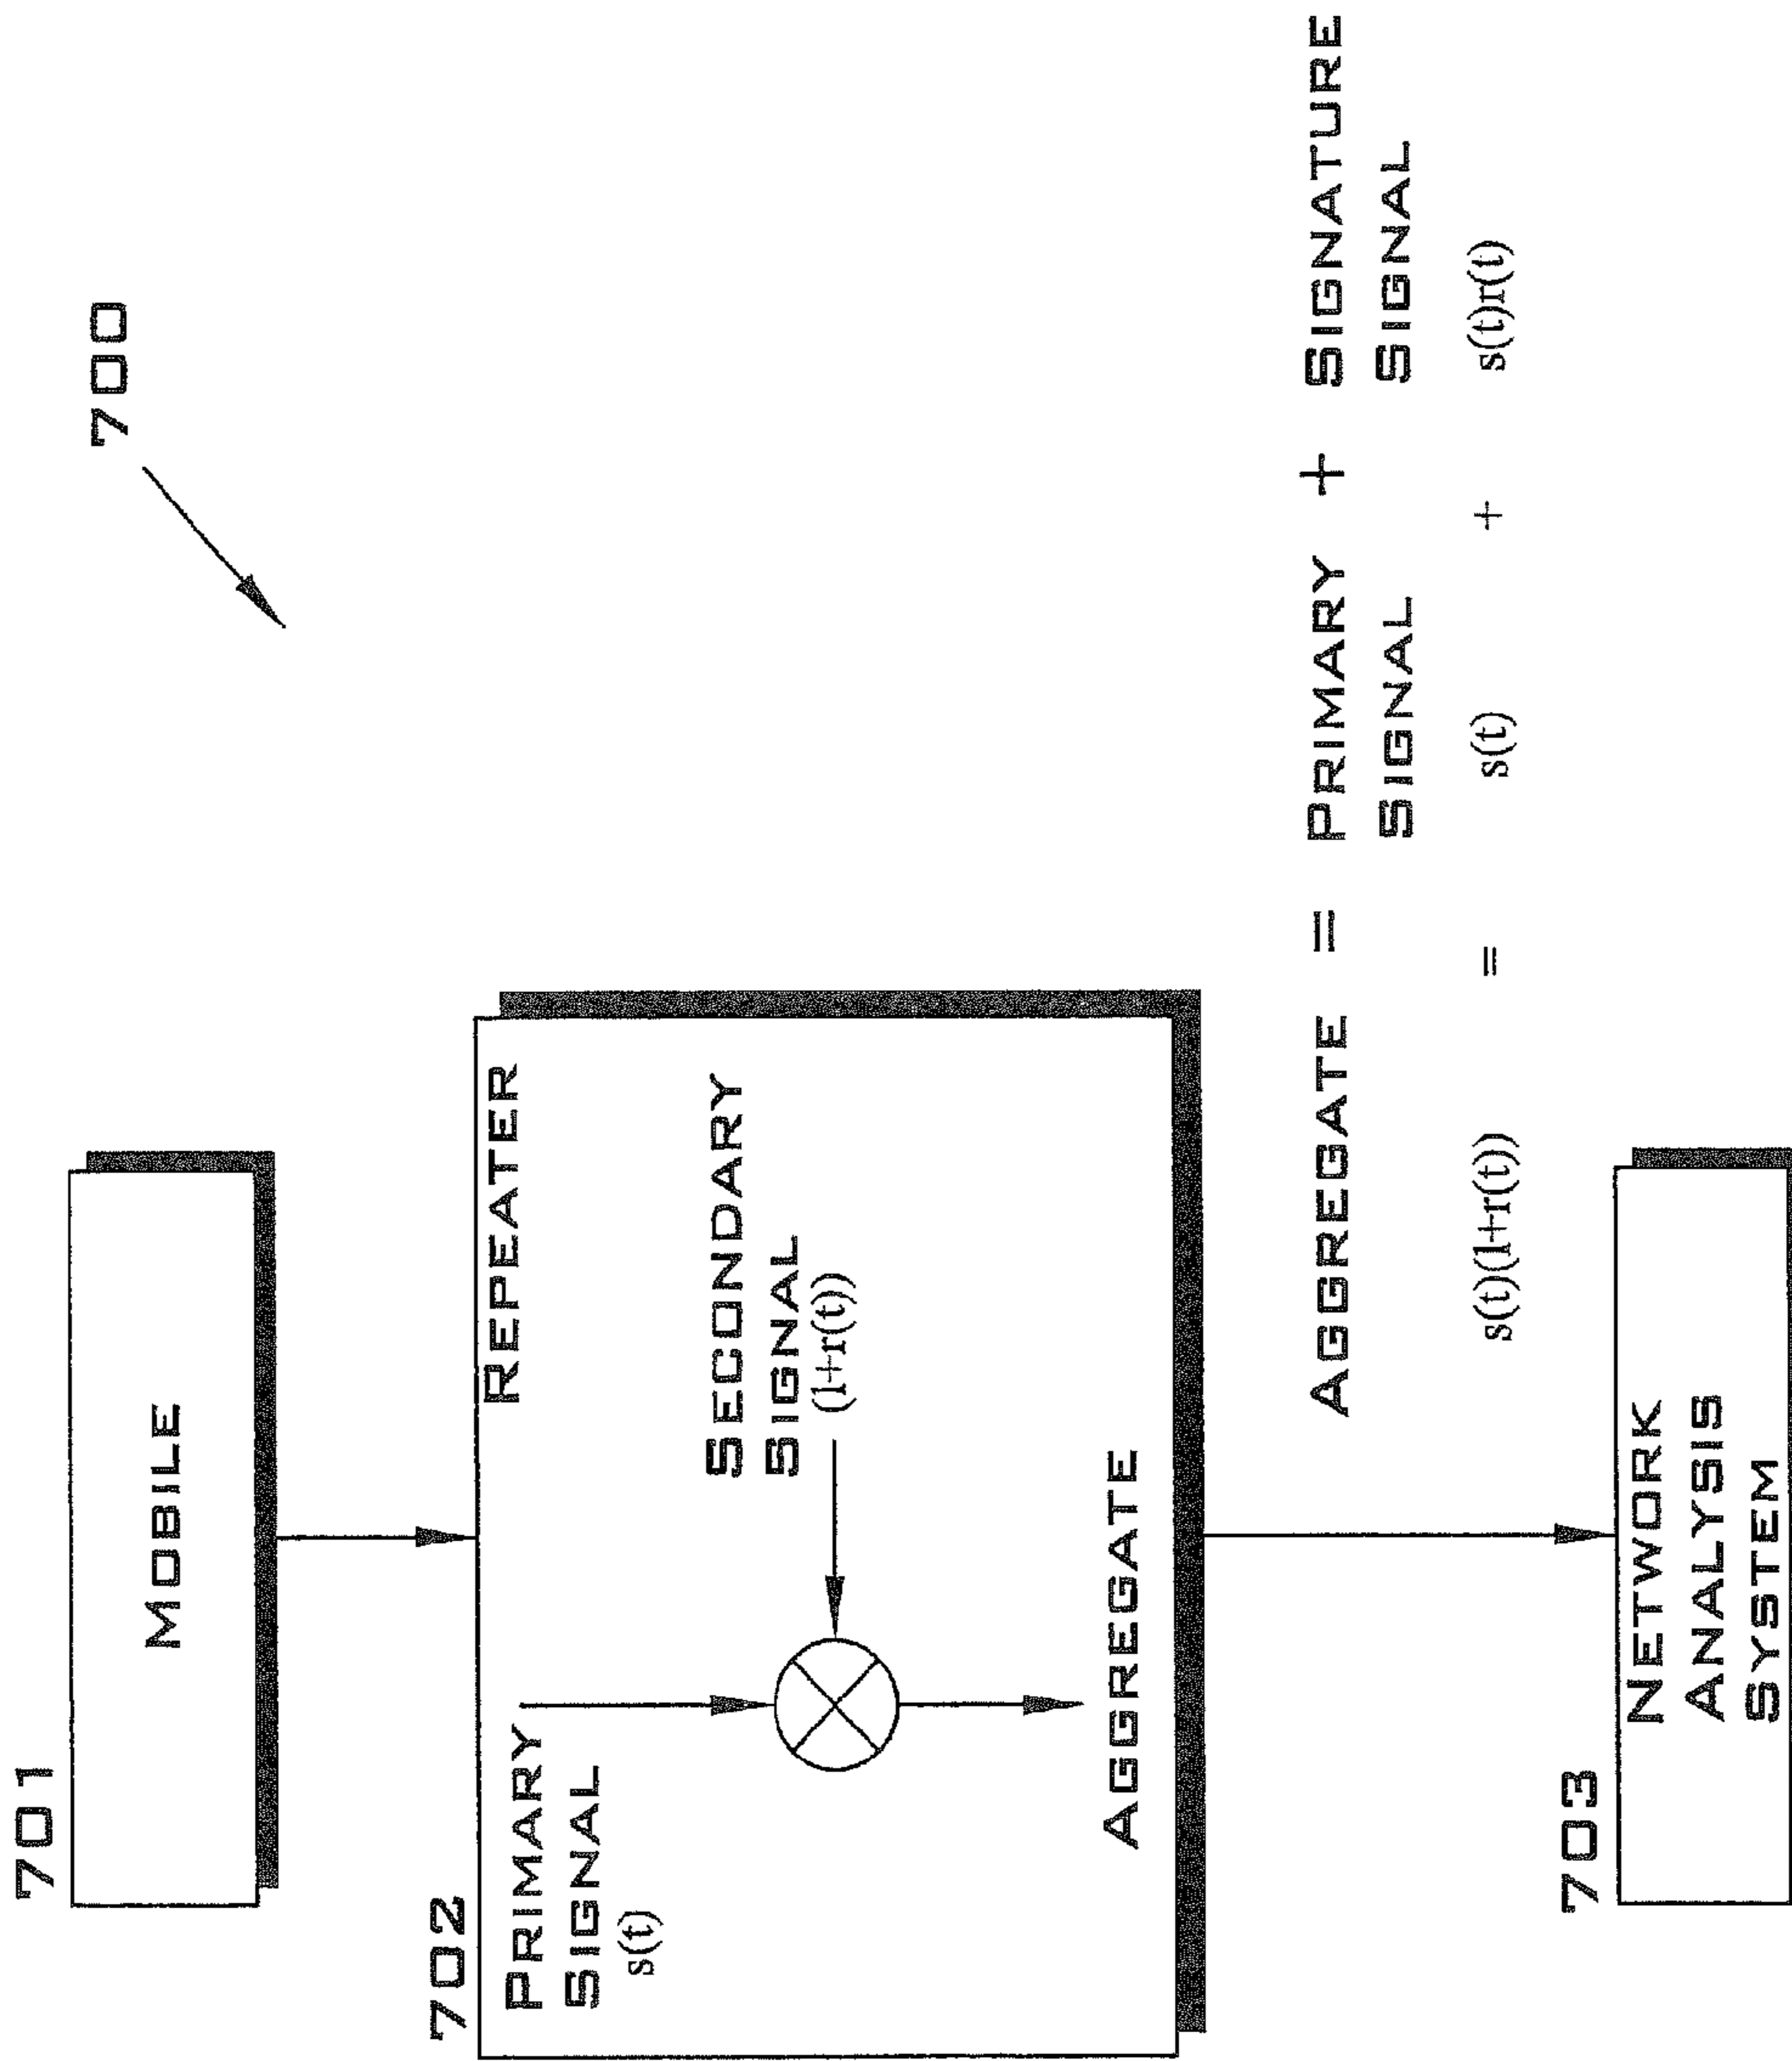 700
701
MOBILE
702
REPEATER
PRIMARY
SIGNAL
s(t)
SECONDARY
SIGNAL
(1+r(t))
AGGREGATE
AGGREGATE = PRIMARY + SIGNATURE
SIGNAL SIGNAL
s(t)(1+r(t)) = s(t) + s(t)r(t)
703
NETWORK
ANALYSIS
SYSTEM